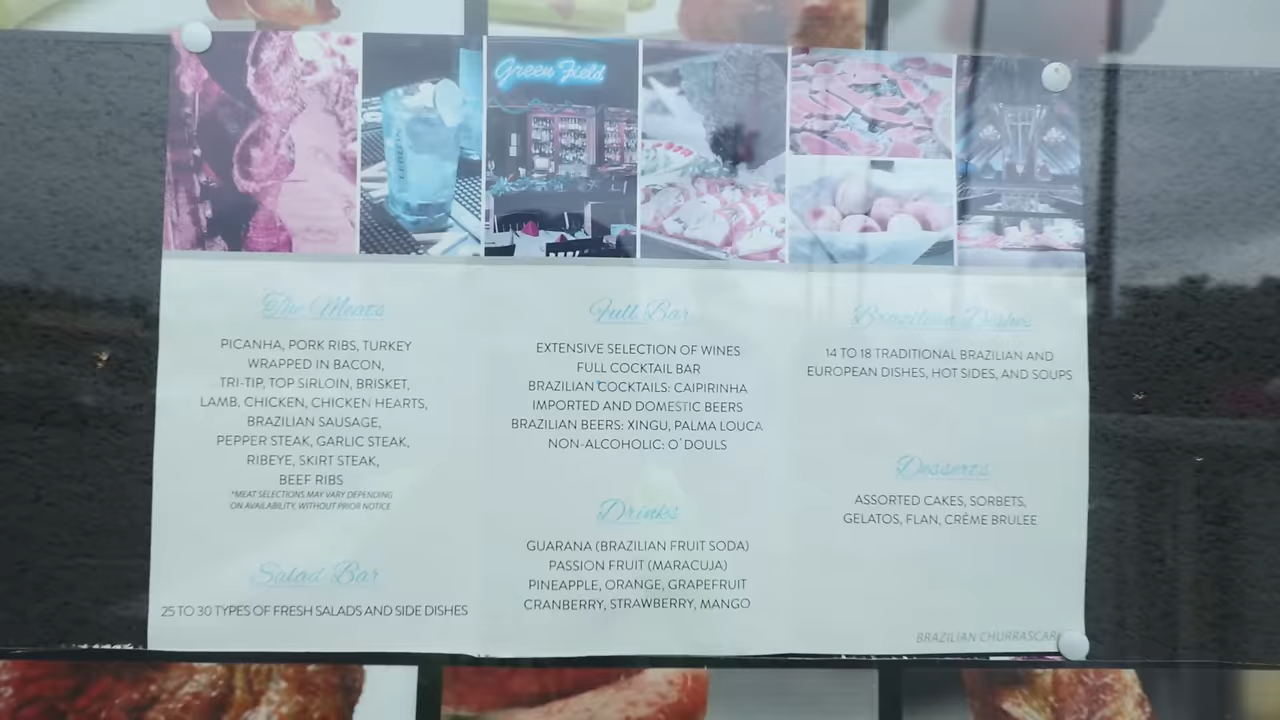 Green Field
The Meats
PICANHA, PORK RIBS, TURKEY
WRAPPED IN BACON,
TRI-TIP, TOP SIRLOIN, BRISKET,
LAMB, CHICKEN, CHICKEN HEARTS,
BRAZILIAN SAUSAGE,
PEPPER STEAK, GARLIC STEAK,
RIBEYE, SKIRT STEAK,
BEEF RIBS
*MEAT SELECTIONS MAY VARY DEPENDING
ON AVAILABILITY, WITHOUT PRIOR NOTICE
Salad Bar
25 TO 30 TYPES OF FRESH SALADS AND SIDE DISHES
Full Bar
EXTENSIVE SELECTION OF WINES
FULL COCKTAIL BAR
BRAZILIAN COCKTAILS: CAIPIRINHA
IMPORTED AND DOMESTIC BEERS
BRAZILIAN BEERS: XINGU, PALMA LOUCA
NON-ALCOHOLIC: O'DOULS
Drinks
GUARANA (BRAZILIAN FRUIT SODA)
PASSION FRUIT (MARACUJA)
PINEAPPLE, ORANGE, GRAPEFRUIT
CRANBERRY, STRAWBERRY, MANGO
Brazilian Dishes
14 TO 18 TRADITIONAL BRAZILIAN AND
EUROPEAN DISHES, HOT SIDES, AND SOUPS
Desserts
ASSORTED CAKES, SORBETS,
GELATOS, FLAN, CRÈME BRULEE
BRAZILIAN CHURRASCAR